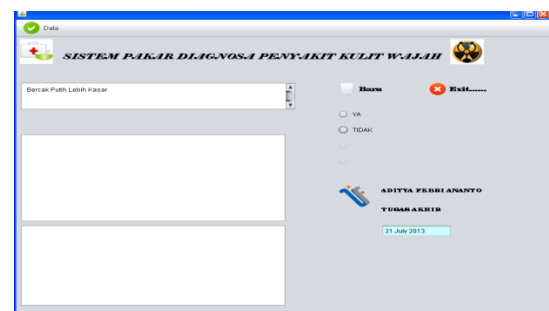 Data
SISTEM PAKAR DIAGNOSA PENYAKIT KULIT WAJAH
Bercak Putih Lebih Kasar
Baru
Exit......
YA
TIDAK
ADITYA FEBRI ANANTO
TUGAS AKHIR
21 July 2013